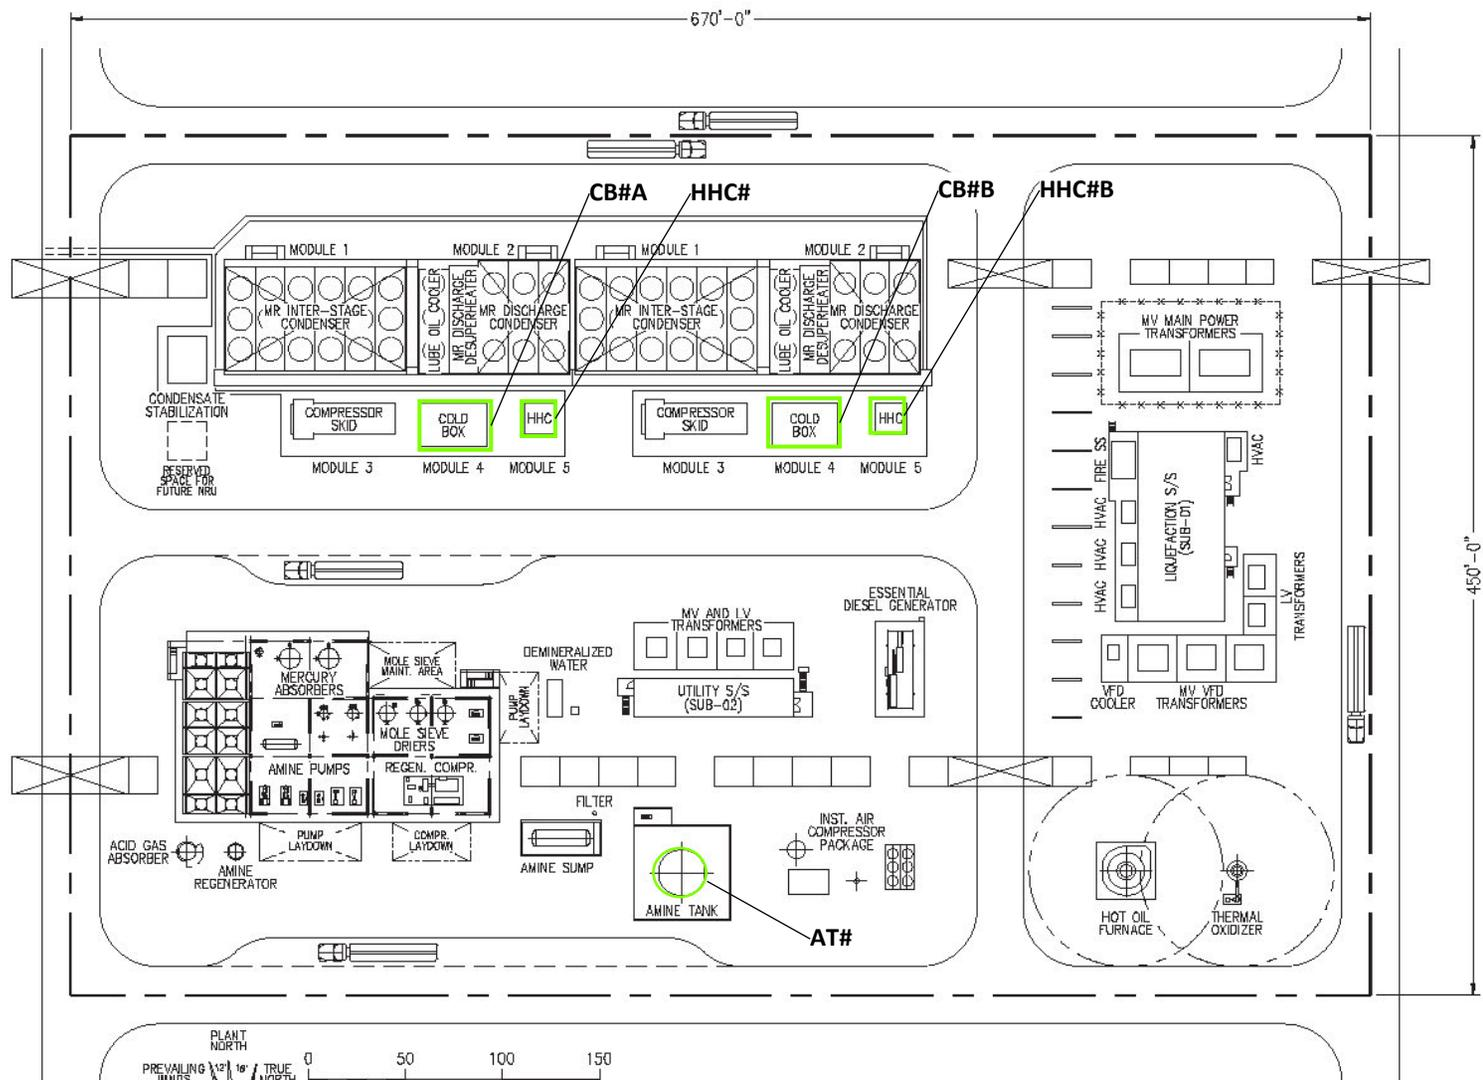 670'-0"
CB#A
HHC#
CB#B
HHC#B
MODULE 1
MODULE 2
MODULE 1
MODULE 2
MR INTER-STAGE
CONDENSER
LUBE OIL COOLER
MR DISCHARGE
DESUPERHEATER
MR DISCHARGE
CONDENSER
MR INTER-STAGE
CONDENSER
LUBE OIL COOLER
MR DISCHARGE
DESUPERHEATER
MR DISCHARGE
CONDENSER
MV MAIN POWER
TRANSFORMERS
CONDENSATE
STABILIZATION
COMPRESSOR
SKID
COLD
BOX
HHC
COMPRESSOR
SKID
COLD
BOX
HHC
MODULE 3
MODULE 4
MODULE 5
MODULE 3
MODULE 4
MODULE 5
RESERVED
SPACE FOR
FUTURE NRU
FIRE SS
HVAC
HVAC
HVAC
HVAC
LIQUEFACTION S/S
(SUB-01)
LV
TRANSFORMERS
450'-0"
VFD
COOLER
MV VFD
TRANSFORMERS
ESSENTIAL
DIESEL GENERATOR
MV AND LV
TRANSFORMERS
DEMINERALIZED
WATER
UTILITY S/S
(SUB-02)
MOLE SIEVE
MAINT. AREA
MERCURY
ABSORBERS
PUMP
LAYDOWN
MOLE SIEVE
DRIERS
AMINE PUMPS
REGEN. COMPR.
FILTER
PUMP
LAYDOWN
COMPR.
LAYDOWN
ACID GAS
ABSORBER
AMINE
REGENERATOR
AMINE SUMP
AMINE TANK
AT#
INST. AIR
COMPRESSOR
PACKAGE
HOT OIL
FURNACE
THERMAL
OXIDIZER
PLANT
NORTH
PREVAILING
WINDS
12°
16°
TRUE
NORTH
0
50
100
150